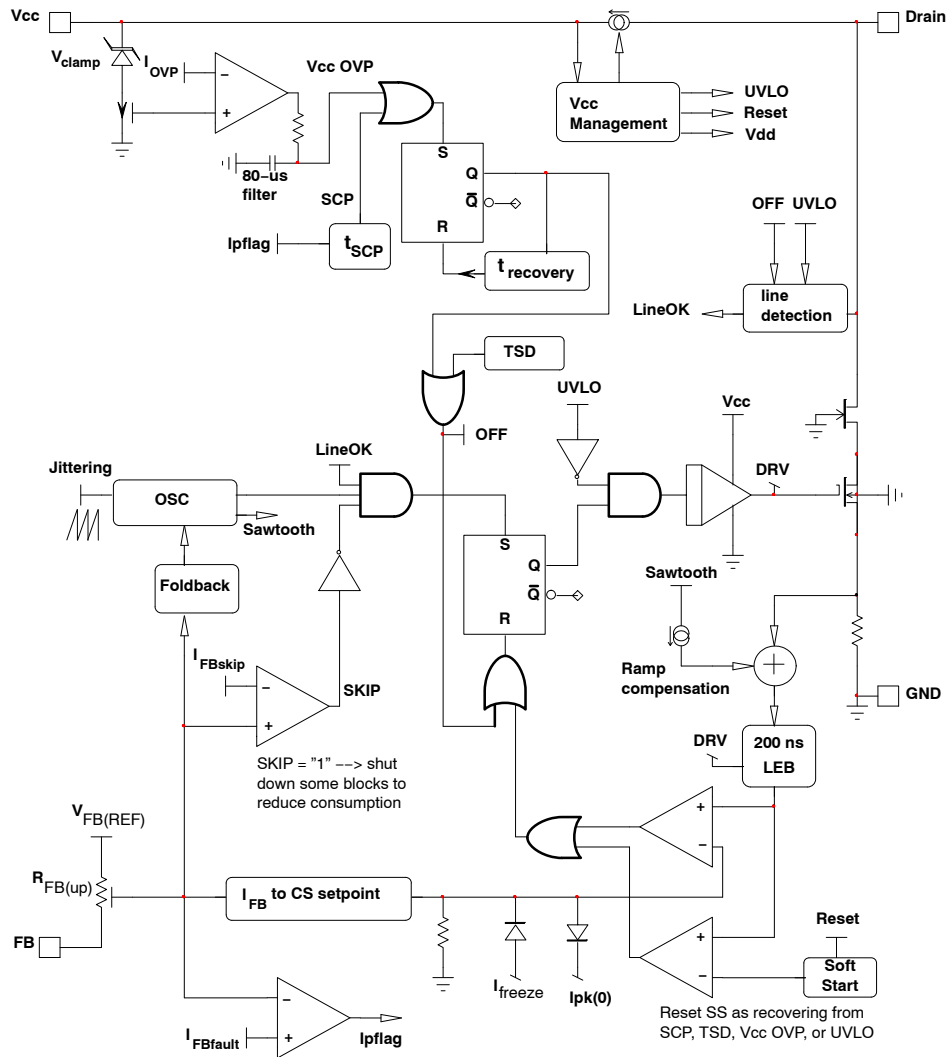 Vcc
Drain
Vclamp
IOVP
−
+
Vcc OVP
80−us
filter
Vcc
Management
UVLO
Reset
Vdd
S
Q
Q
R
SCP
Ipflag
tSCP
trecovery
OFF UVLO
LineOK
line
detection
TSD
UVLO
Vcc
OFF
LineOK
DRV
Jittering
OSC
Sawtooth
Foldback
S
Q
Q
R
Sawtooth
Ramp
compensation
IFBskip
−
+
SKIP
GND
SKIP = ”1” −−> shut
down some blocks to
reduce consumption
DRV
200 ns
LEB
+
−
VFB(REF)
RFB(up)
FB
IFB to CS setpoint
Ifreeze
Ipk(0)
+
−
Reset
Soft
Start
Reset SS as recovering from
SCP, TSD, Vcc OVP, or UVLO
−
+
IFBfault
Ipflag